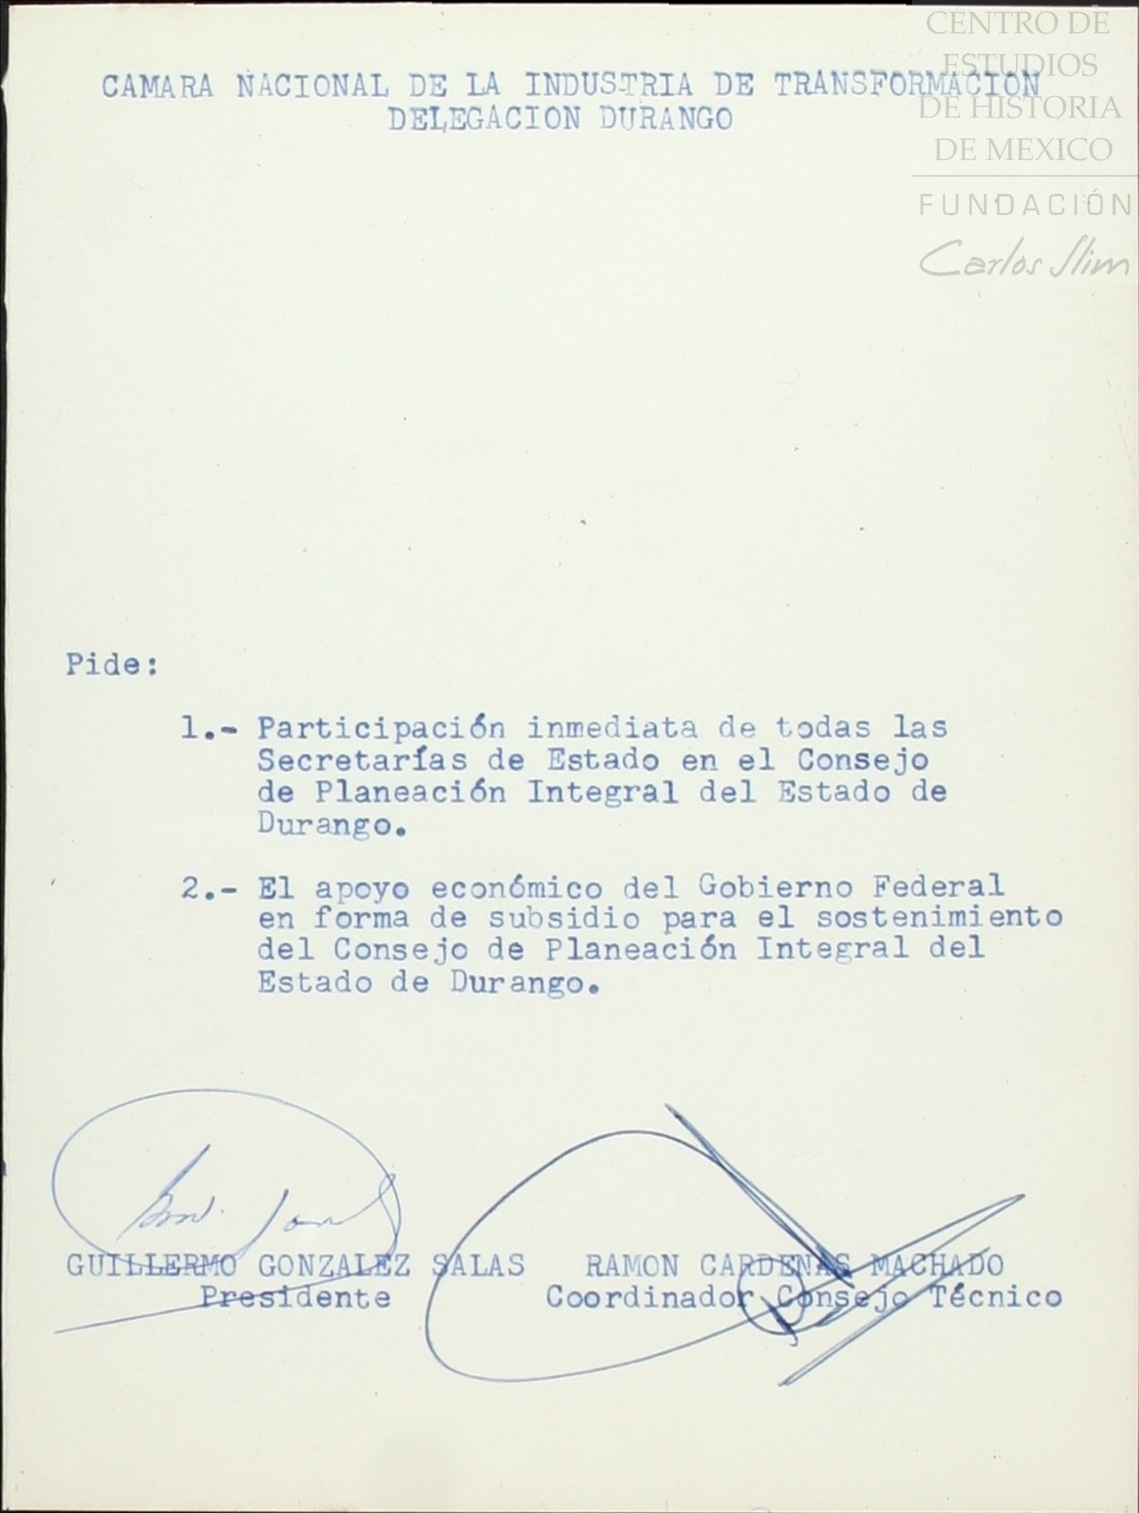 CENTRO DE
ESTUDIOS
DE HISTORIA
DE MEXICO
FUNDACIÓN
Carlos Slim
CAMARA NACIONAL DE LA INDUSTRIA DE TRANSFORMACION
DELEGACION DURANGO
Pide:
1.- Participación inmediata de todas las
Secretarías de Estado en el Consejo
de Planeación Integral del Estado de
Durango.
2.- El apoyo económico del Gobierno Federal
en forma de subsidio para el sostenimiento
del Consejo de Planeación Integral del
Estado de Durango.
GUILLERMO GONZALEZ SALAS RAMON CARDENAS MACHADO
Presidente Coordinador Consejo Técnico